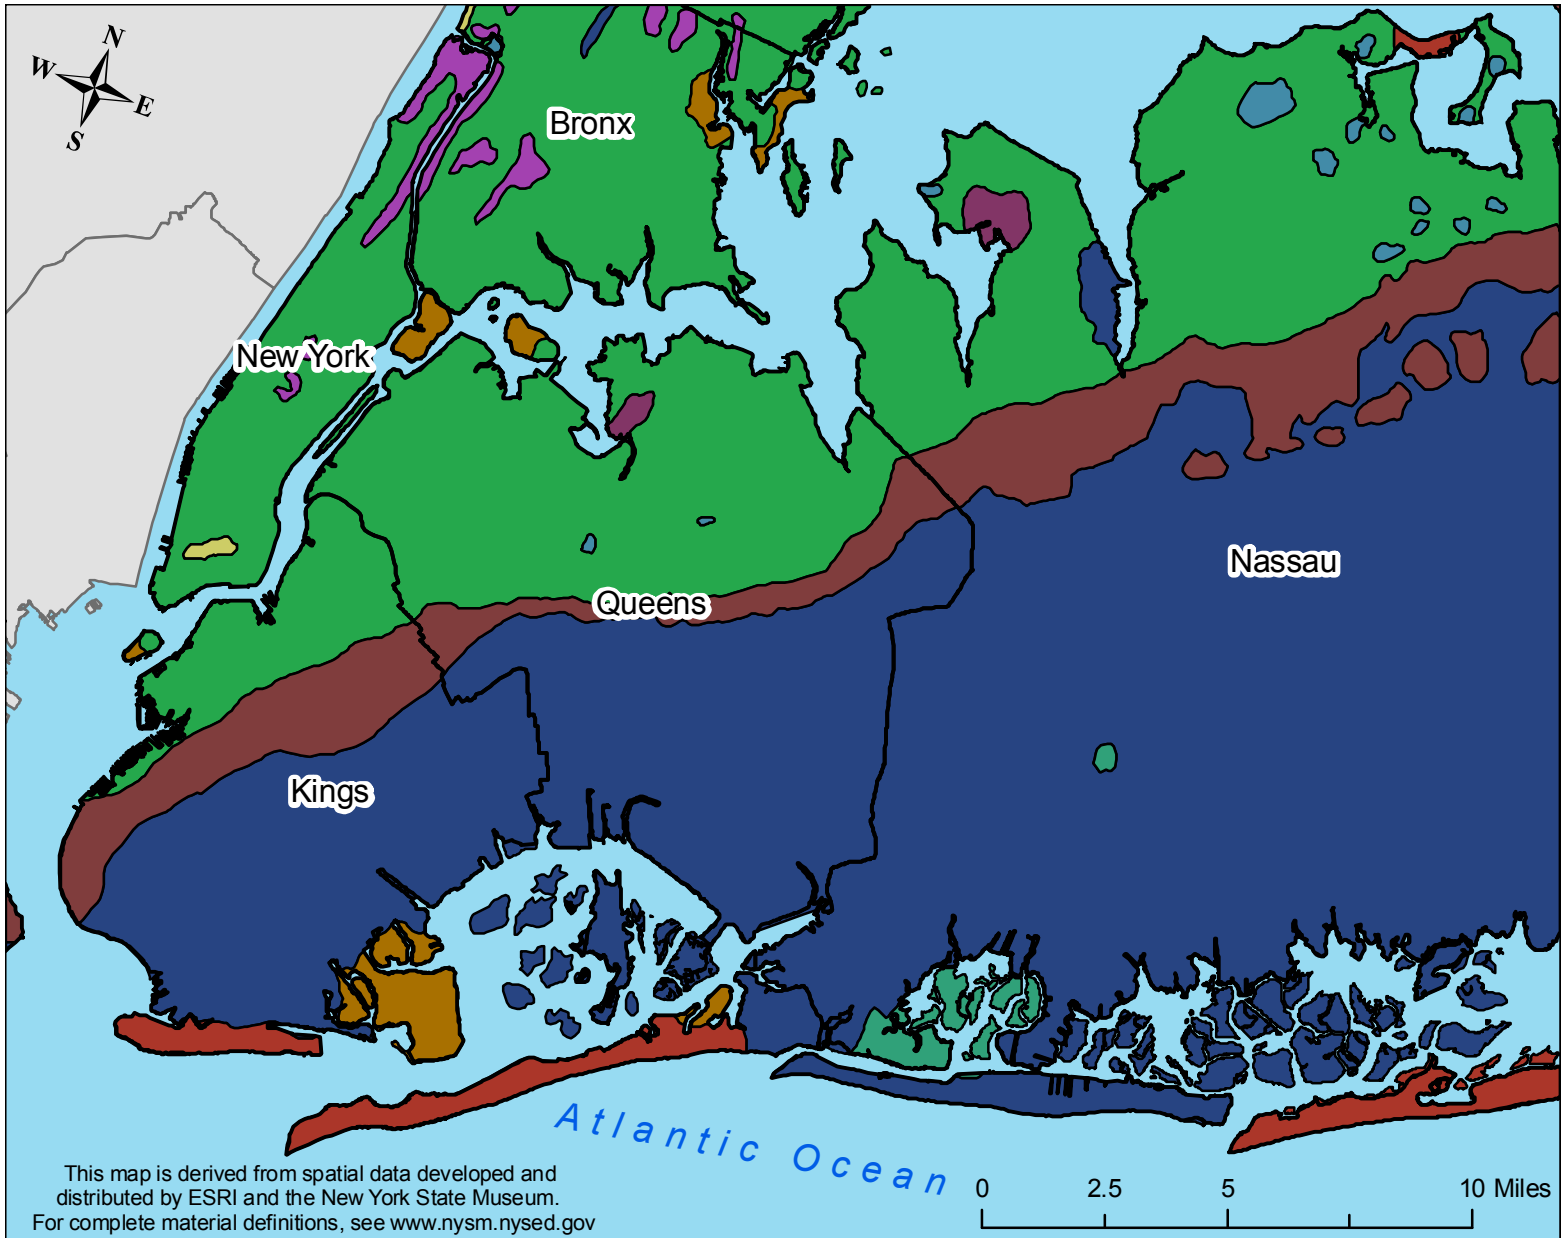 N
W
E
S
Bronx
New York
Nassau
Queens
Kings
Atlantic Ocean
This map is derived from spatial data developed and
distributed by ESRI and the New York State Museum.
For complete material definitions, see www.nysm.nysed.gov
0 2.5 5 10 Miles